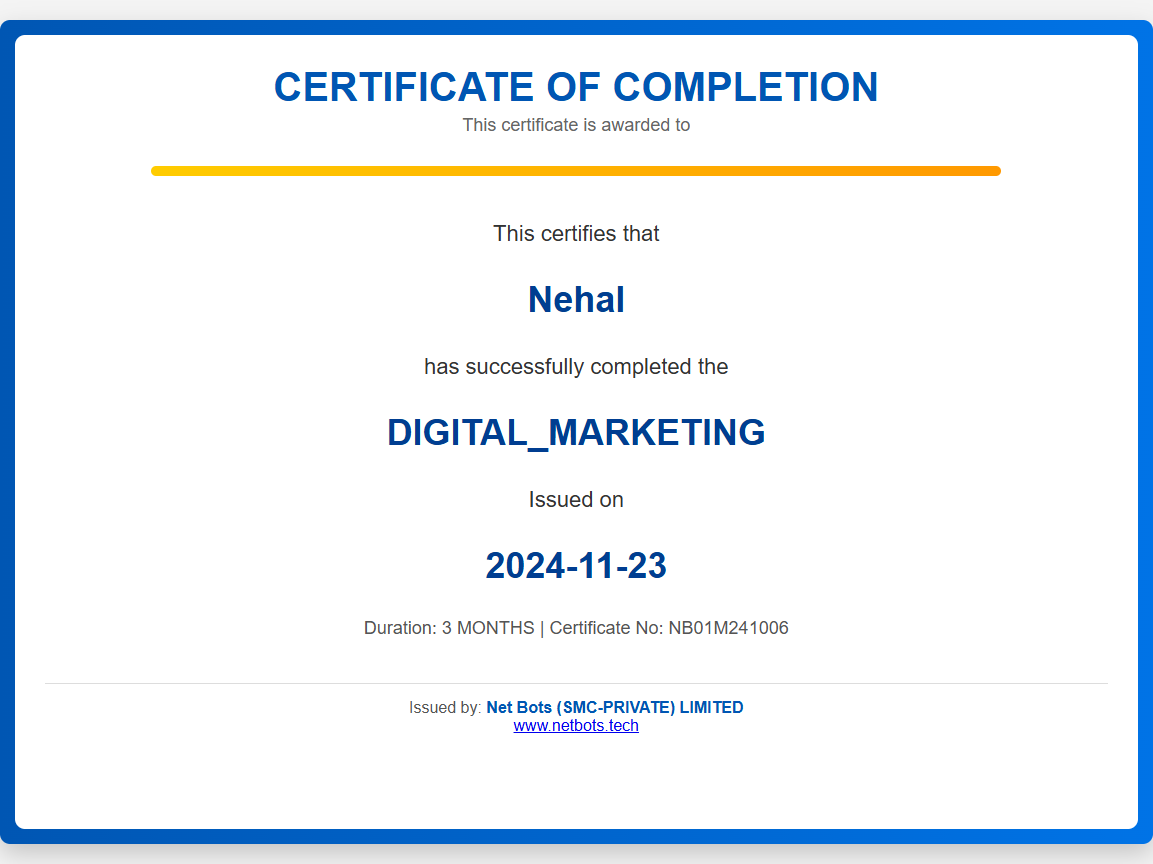 CERTIFICATE OF COMPLETION
This certificate is awarded to
This certifies that
Nehal
has successfully completed the
DIGITAL_MARKETING
Issued on
2024-11-23
Duration: 3 MONTHS | Certificate No: NB01M241006
Issued by: Net Bots (SMC-PRIVATE) LIMITED
www.netbots.tech